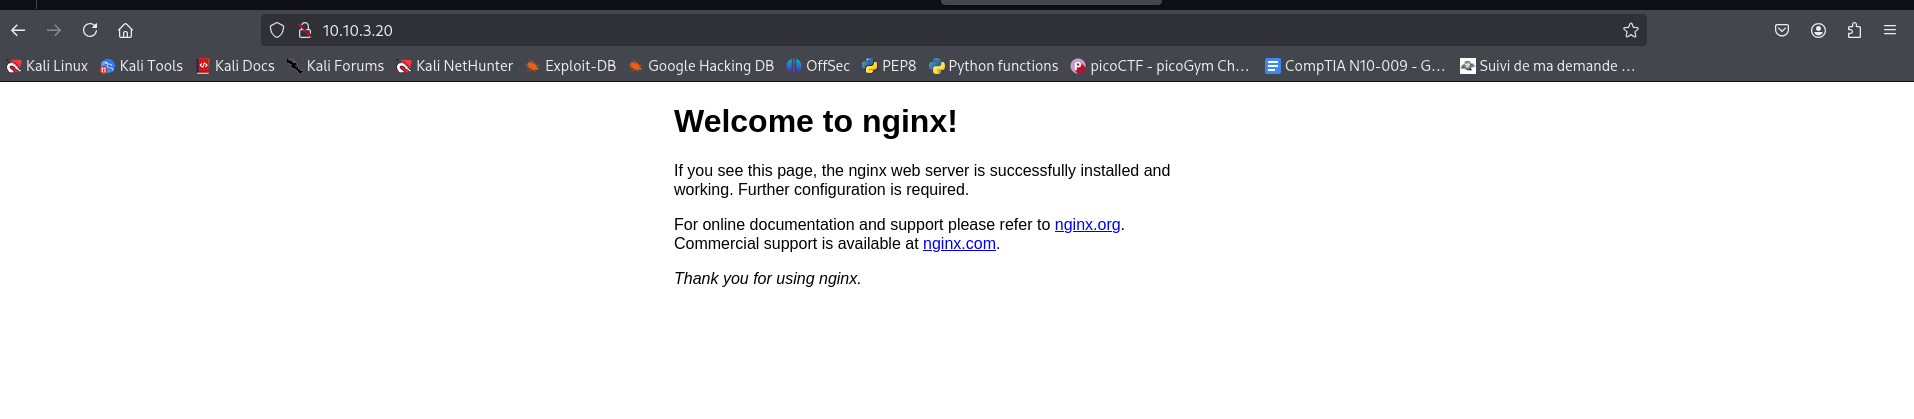 10.10.3.20
Kali Linux Kali Tools Kali Docs Kali Forums Kali NetHunter Exploit-DB Google Hacking DB OffSec PEP8 Python functions picoCTF - picoGym Ch… CompTIA N10-009 - G… Suivi de ma demande …
Welcome to nginx!
If you see this page, the nginx web server is successfully installed and
working. Further configuration is required.
For online documentation and support please refer to nginx.org.
Commercial support is available at nginx.com.
Thank you for using nginx.